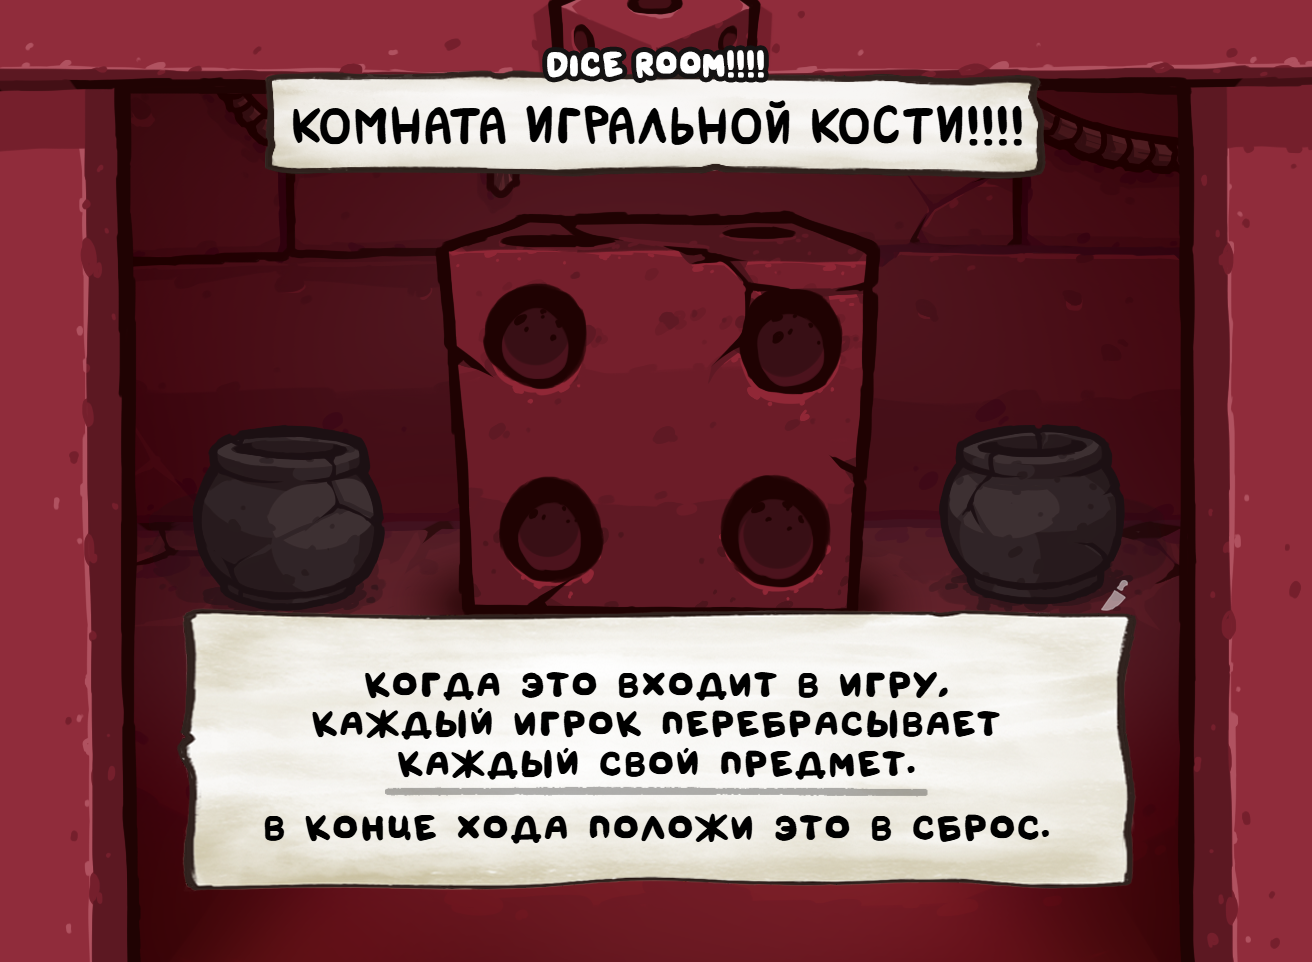 DICE ROOM!!!!
КОМНАТА ИГРАЛЬНОЙ КОСТИ!!!!
КОГДА ЭТО ВХОДИТ В ИГРУ,
КАЖДЫЙ ИГРОК ПЕРЕБРАСЫВАЕТ
КАЖДЫЙ СВОЙ ПРЕДМЕТ.
В КОНЦЕ ХОДА ПОЛОЖИ ЭТО В СБРОС.